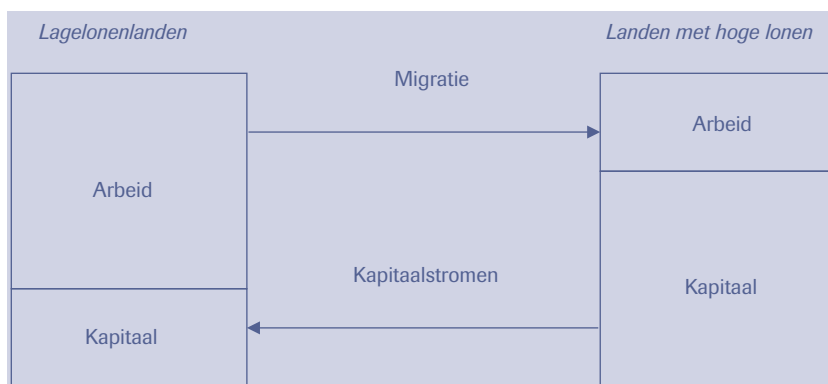 Lagelonenlanden
Landen met hoge lonen
Migratie
Arbeid
Arbeid
Kapitaalstromen
Kapitaal
Kapitaal